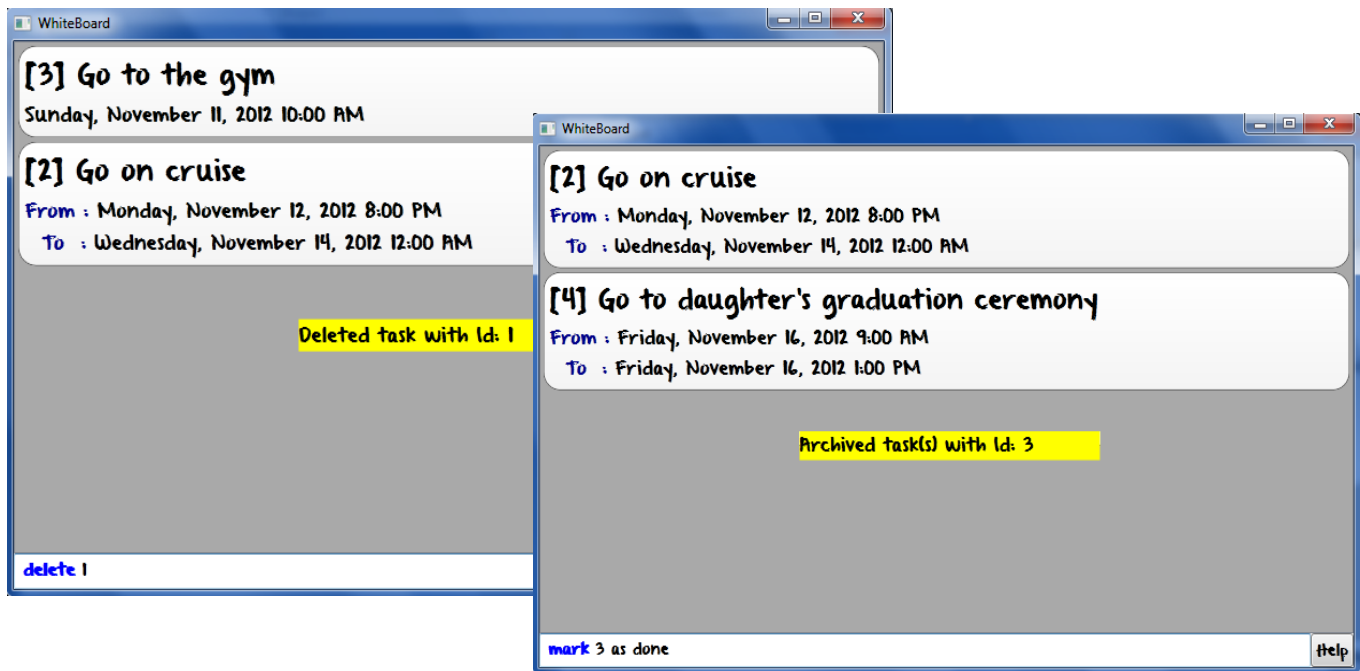 WhiteBoard
[3] Go to the gym
Sunday, November 11, 2012 10:00 AM
[2] Go on cruise
From : Monday, November 12, 2012 8:00 PM
To : Wednesday, November 14, 2012 12:00 AM
Deleted task with Id: 1
delete 1
WhiteBoard
[2] Go on cruise
From : Monday, November 12, 2012 8:00 PM
To : Wednesday, November 14, 2012 12:00 AM
[4] Go to daughter's graduation ceremony
From : Friday, November 16, 2012 9:00 AM
To : Friday, November 16, 2012 1:00 PM
Archived task(s) with Id: 3
mark 3 as done
Help